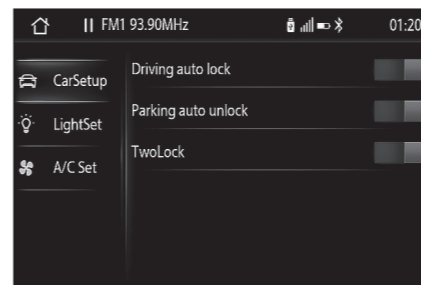 FM1 93.90MHz 01:20
CarSetup
LightSet
A/C Set
Driving auto lock
Parking auto unlock
TwoLock